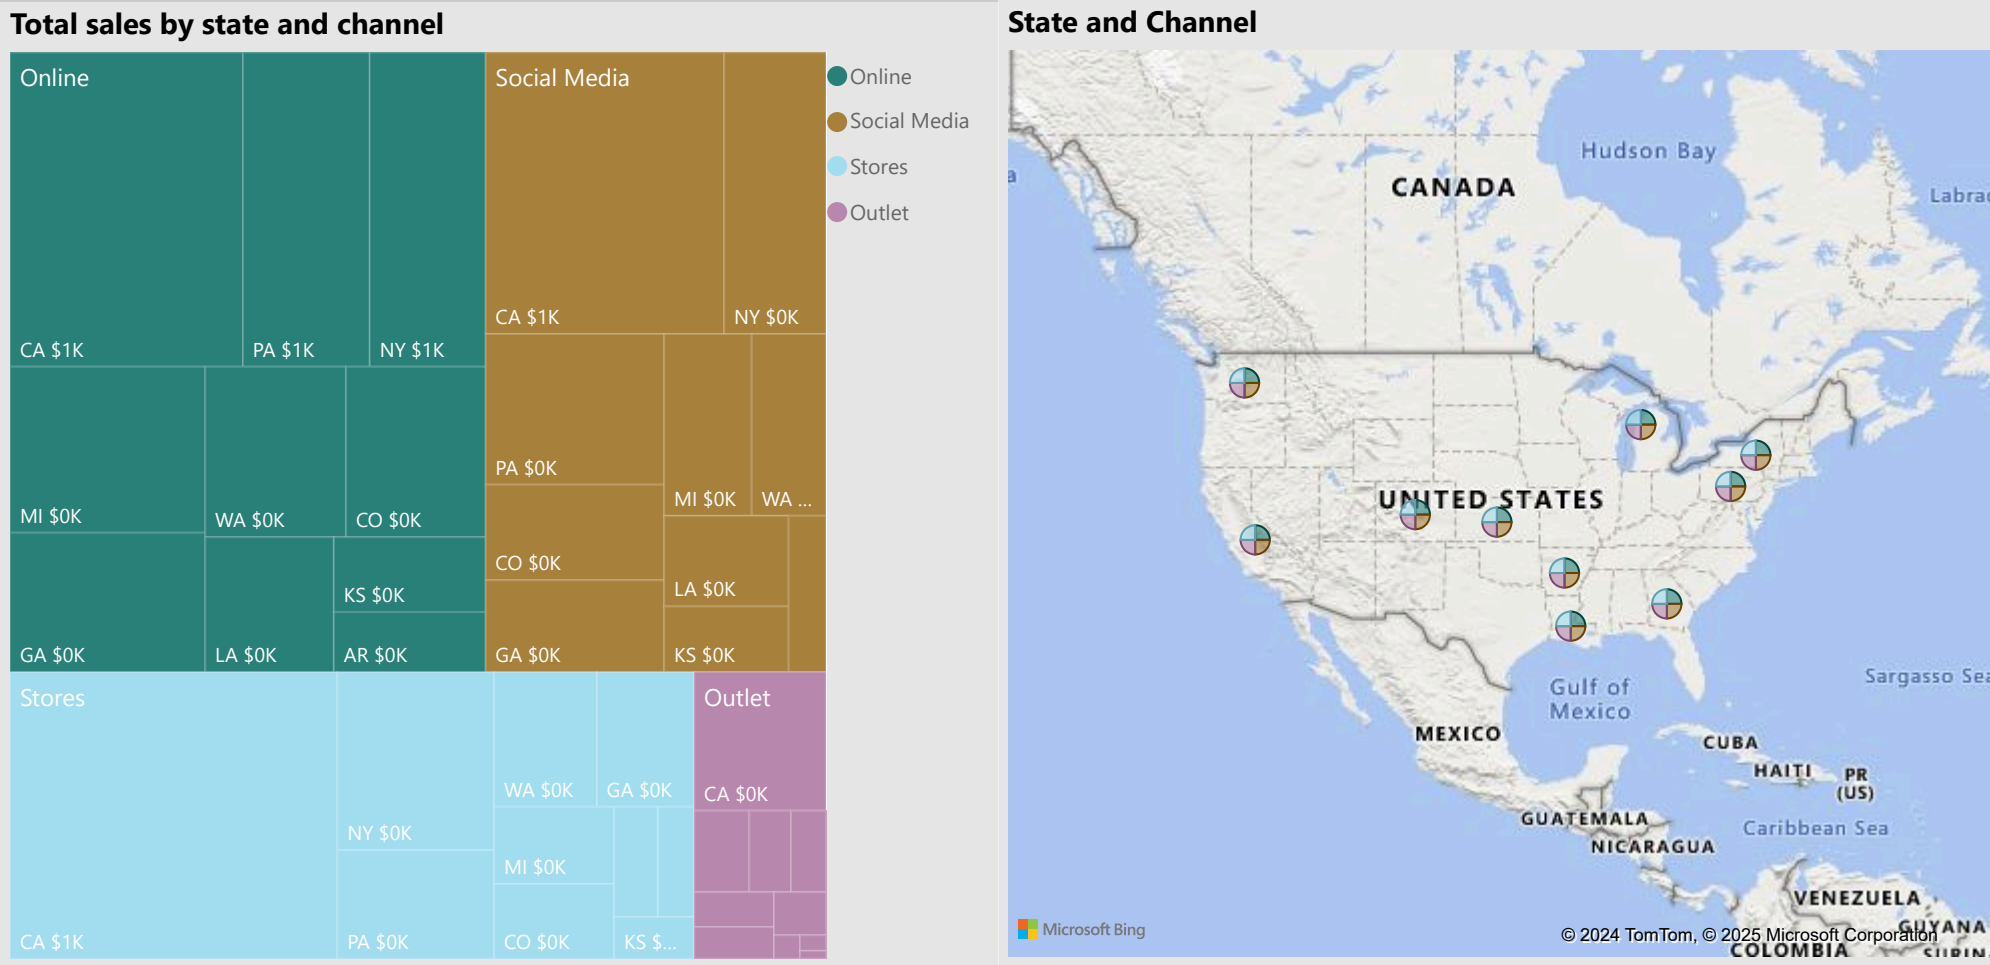 Total sales by state and channel
Online
CA $1K
PA $1K
NY $1K
MI $0K
WA $0K
CO $0K
GA $0K
LA $0K
KS $0K
AR $0K
Social Media
CA $1K
NY $0K
PA $0K
MI $0K
WA ...
CO $0K
LA $0K
GA $0K
KS $0K
Stores
CA $1K
NY $0K
PA $0K
WA $0K
GA $0K
MI $0K
CO $0K
KS $...
Outlet
CA $0K
Online
Social Media
Stores
Outlet
State and Channel
Hudson Bay
CANADA
Labra
a
UNITED STATES
Sargasso Sea
Gulf of
Mexico
MEXICO
CUBA
HAITI
PR
(US)
GUATEMALA
Caribbean Sea
NICARAGUA
VENEZUELA
GUYANA
COLOMBIA
SURIN
Microsoft Bing
© 2024 TomTom, © 2025 Microsoft Corporation